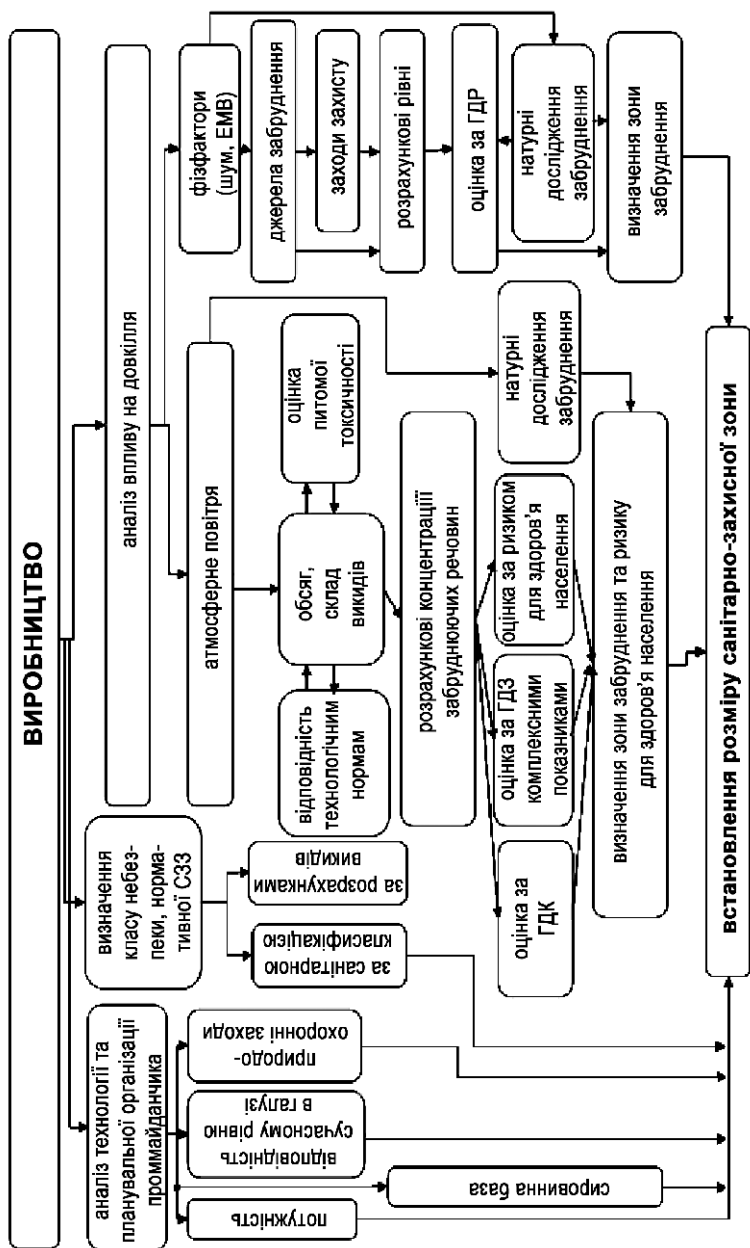 ВИРОБНИЦТВО
аналіз технології та
планувальної організації
проммайданчика
визначення
класу небез-
пеки, норма-
тивної СЗЗ
аналіз впливу на довкілля
потужність
відповідність
сучасному рівню
в галузі
природо-
охоронні заходи
сировинна база
за санітарною
класифікацією
за розрахунками
викидів
атмосферне повітря
фізфактори
(шум, ЕМВ)
відповідність
технологічним
нормам
обсяг,
склад
викидів
оцінка
питомої
токсичності
джерела забруднення
заходи захисту
розрахункові рівні
оцінка за ГДР
натурні
дослідження
забруднення
визначення зони
забруднення
розрахункові концентраціїї
забруднюючих речовин
оцінка за
ГДК
оцінка за ГДЗ
комплексними
показниками
оцінка за ризиком
для здоров’я
населення
натурні
дослідження
забруднення
визначення зони забруднення та ризику
для здоров’я населення
встановлення розміру санітарно-захисної зони